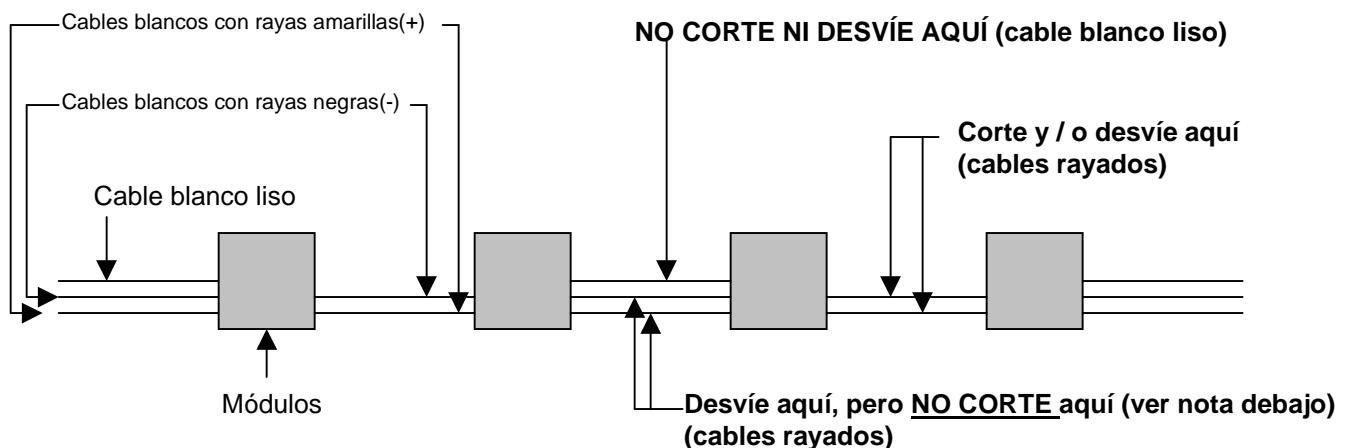 Cables blancos con rayas amarillas(+)
NO CORTE NI DESVÍE AQUÍ (cable blanco liso)
Cables blancos con rayas negras(-)
Corte y / o desvíe aquí
(cables rayados)
Cable blanco liso
Módulos
Desvíe aquí, pero NO CORTE aquí (ver nota debajo)
(cables rayados)